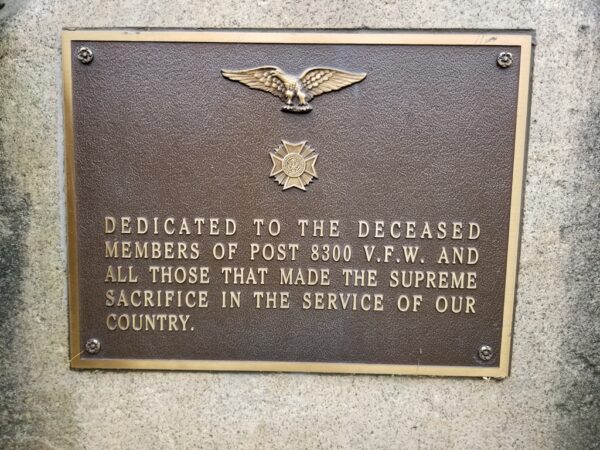 DEDICATED TO THE DECEASED
MEMBERS OF POST 8300 V.F.W. AND
ALL THOSE THAT MADE THE SUPREME
SACRIFICE IN THE SERVICE OF OUR
COUNTRY.